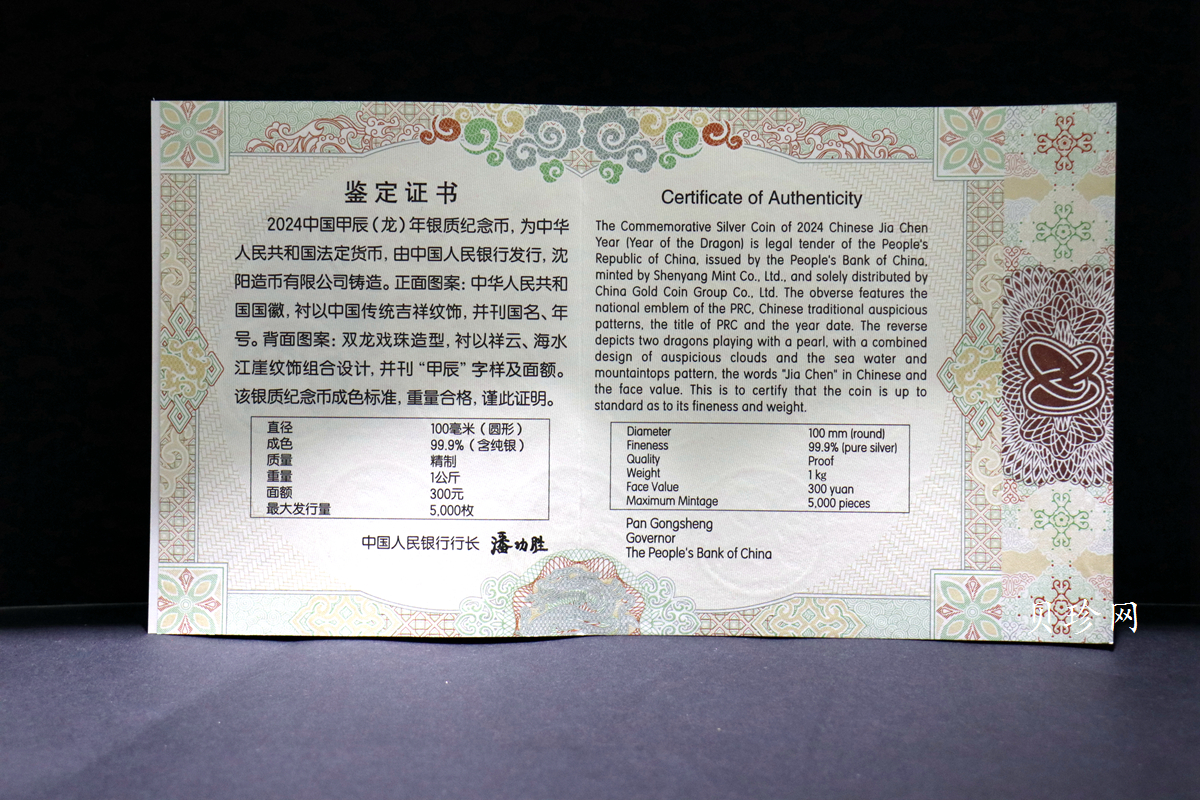 鉴定证书
2024中国甲辰（龙）年银质纪念币，为中华
人民共和国法定货币，由中国人民银行发行，沈
阳造币有限公司铸造。正面图案：中华人民共和
国国徽，衬以中国传统吉祥纹饰，并刊国名、年
号。背面图案：双龙戏珠造型，衬以祥云、海水
江崖纹饰组合设计，并刊“甲辰”字样及面额。
该银质纪念币成色标准，重量合格，谨此证明。
直径 100毫米（圆形）
成色 99.9%（含纯银）
质量 精制
重量 1公斤
面额 300元
最大发行量 5,000枚
中国人民银行行长 潘功胜
Certificate of Authenticity
The Commemorative Silver Coin of 2024 Chinese Jia Chen
Year (Year of the Dragon) is legal tender of the People's
Republic of China, issued by the People's Bank of China,
minted by Shenyang Mint Co., Ltd., and solely distributed by
China Gold Coin Group Co., Ltd. The obverse features the
national emblem of the PRC, Chinese traditional auspicious
patterns, the title of PRC and the year date. The reverse
depicts two dragons playing with a pearl, with a combined
design of auspicious clouds and the sea water and
mountaintops pattern, the words "Jia Chen" in Chinese and
the face value. This is to certify that the coin is up to
standard as to its fineness and weight.
Diameter 100 mm (round)
Fineness 99.9% (pure silver)
Quality Proof
Weight 1 kg
Face Value 300 yuan
Maximum Mintage 5,000 pieces
Pan Gongsheng
Governor
The People's Bank of China
贝珍网